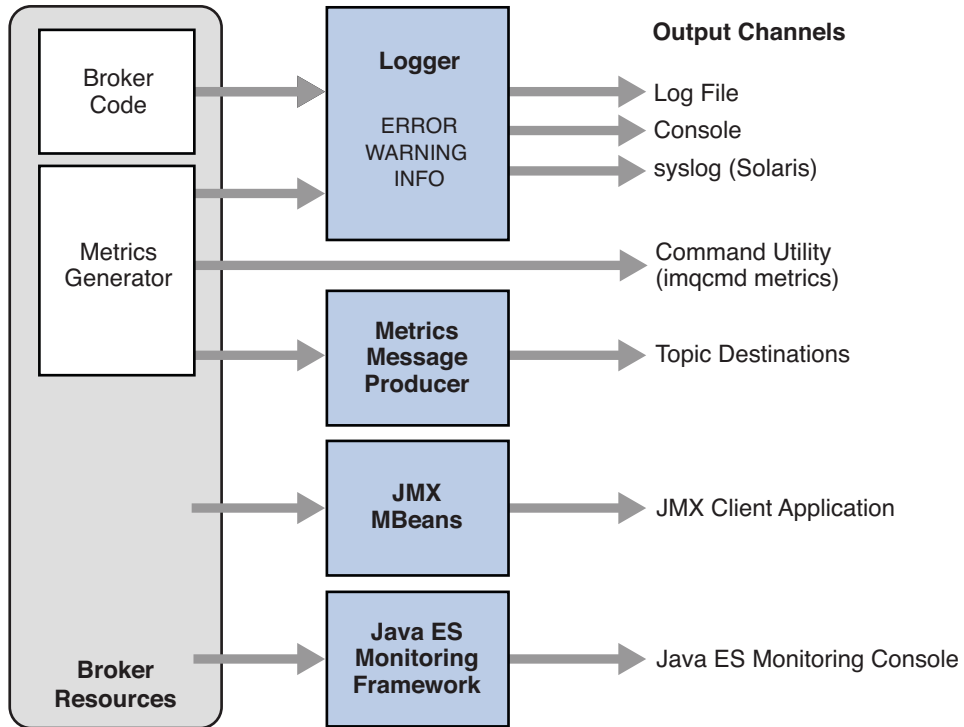 Output Channels
Broker
Code
Logger
ERROR
WARNING
INFO
Log File
Console
syslog (Solaris)
Metrics
Generator
Command Utility
(imqcmd metrics)
Metrics
Message
Producer
Topic Destinations
JMX
MBeans
JMX Client Application
Java ES
Monitoring
Framework
Java ES Monitoring Console
Broker
Resources